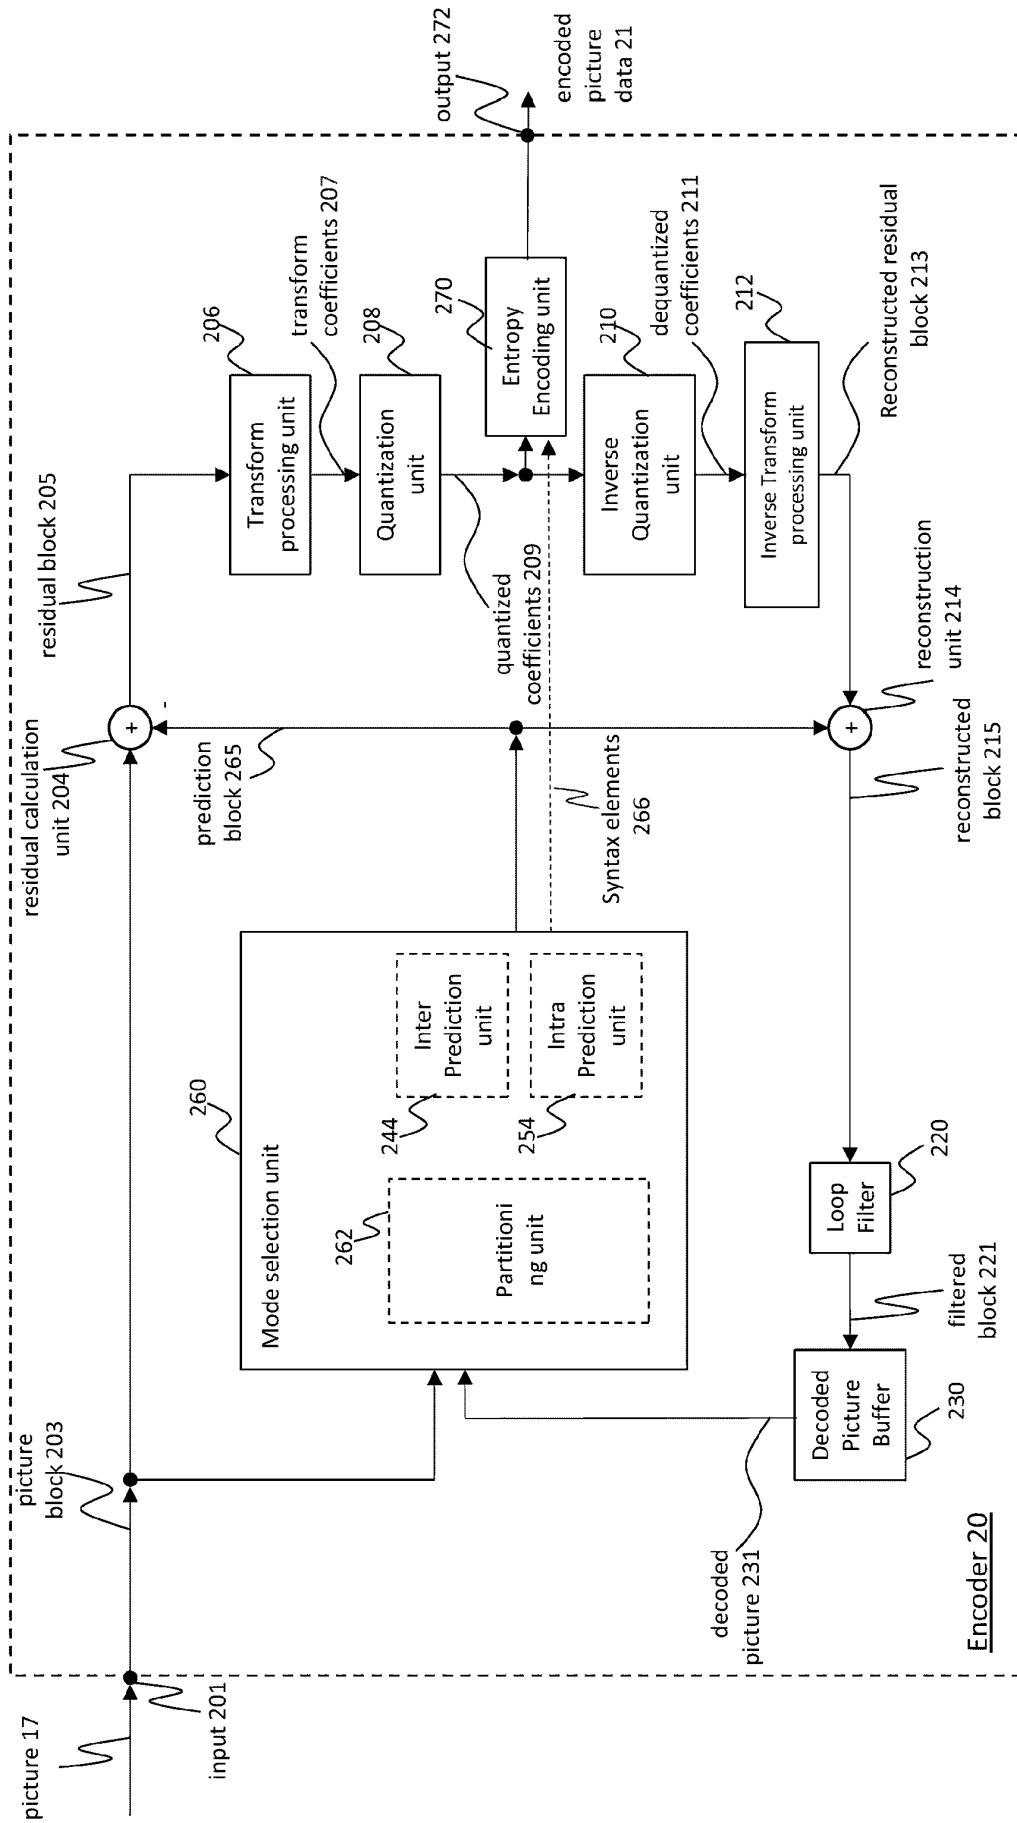 picture 17
input 201
picture
block 203
residual calculation
unit 204
residual block 205
206
Transform
processing unit
transform
coefficients 207
208
Quantization
unit
quantized
coefficients 209
270
Entropy
Encoding unit
output 272
encoded
picture
data 21
210
Inverse
Quantization
unit
dequantized
coefficients 211
212
Inverse Transform
processing unit
Reconstructed residual
block 213
reconstruction
unit 214
reconstructed
block 215
+
+
prediction
block 265
Syntax elements
266
260
Mode selection unit
262
Partitioni
ng unit
244
Inter
Prediction
unit
254
Intra
Prediction
unit
220
Loop
Filter
filtered
block 221
230
Decoded
Picture
Buffer
decoded
picture 231
Encoder 20